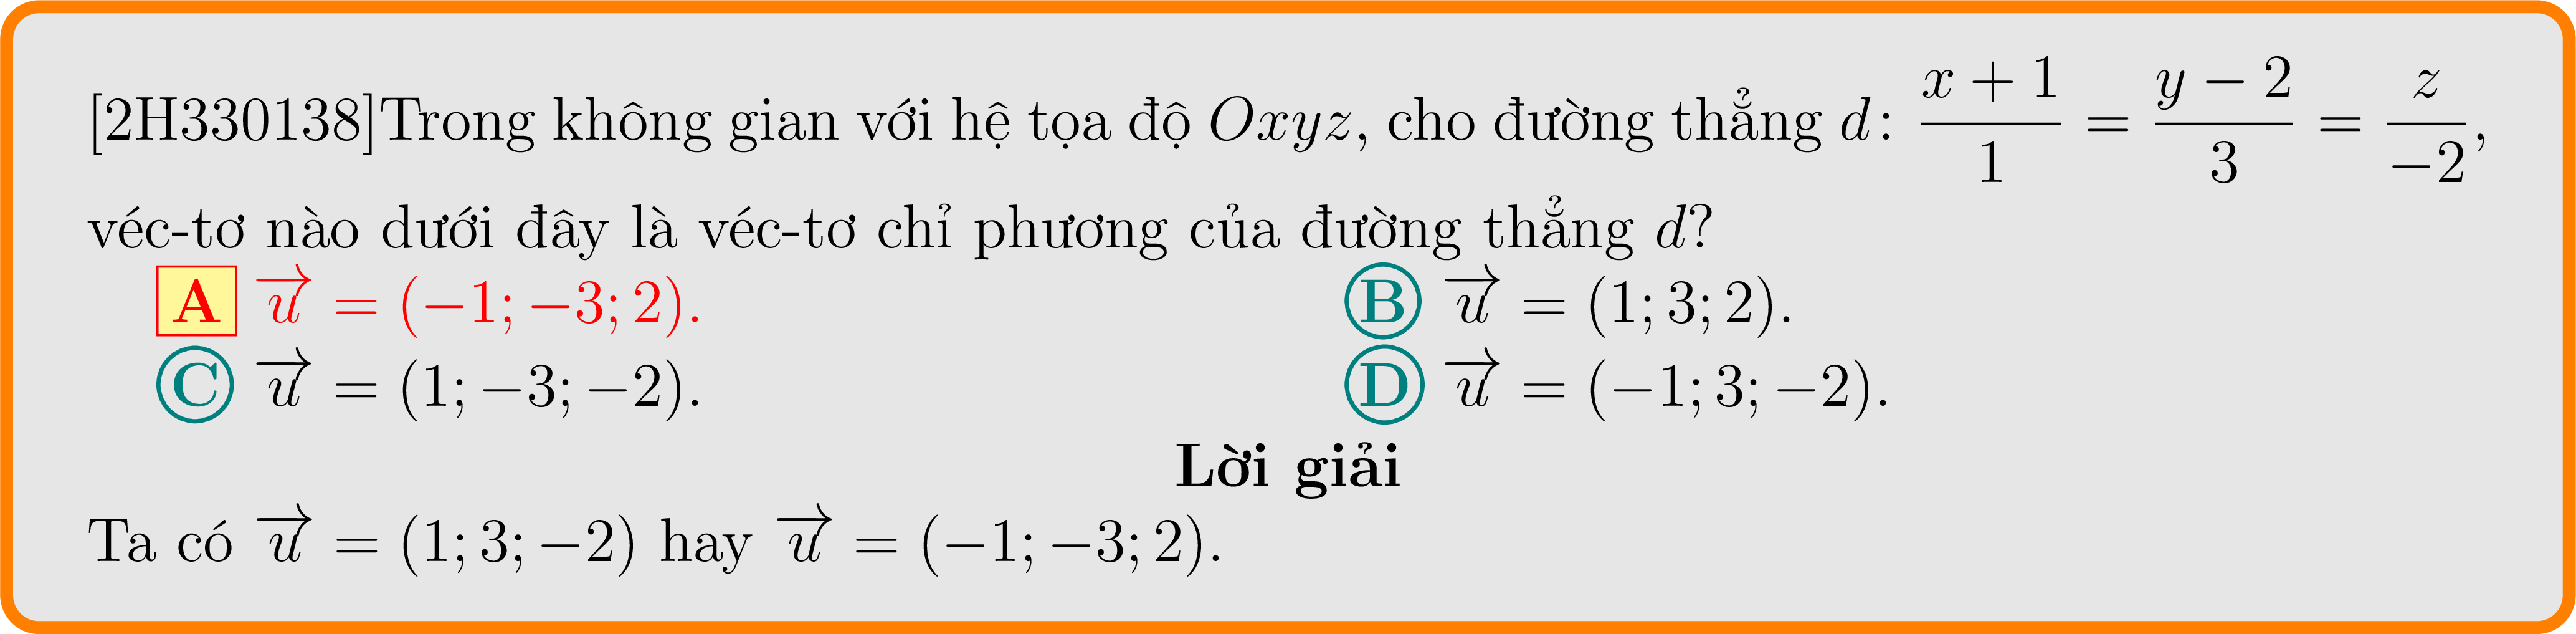 [2H330138]Trong không gian với hệ tọa độ Oxyz, cho đường thẳng d: \frac{x+1}{1} = \frac{y-2}{3} = \frac{z}{-2},
véc-tơ nào dưới đây là véc-tơ chỉ phương của đường thẳng d?
A \overrightarrow{u} = (−1; −3; 2). B \overrightarrow{u} = (1; 3; 2).
C \overrightarrow{u} = (1; −3; −2). D \overrightarrow{u} = (−1; 3; −2).
Lời giải
Ta có \overrightarrow{u} = (1; 3; −2) hay \overrightarrow{u} = (−1; −3; 2).